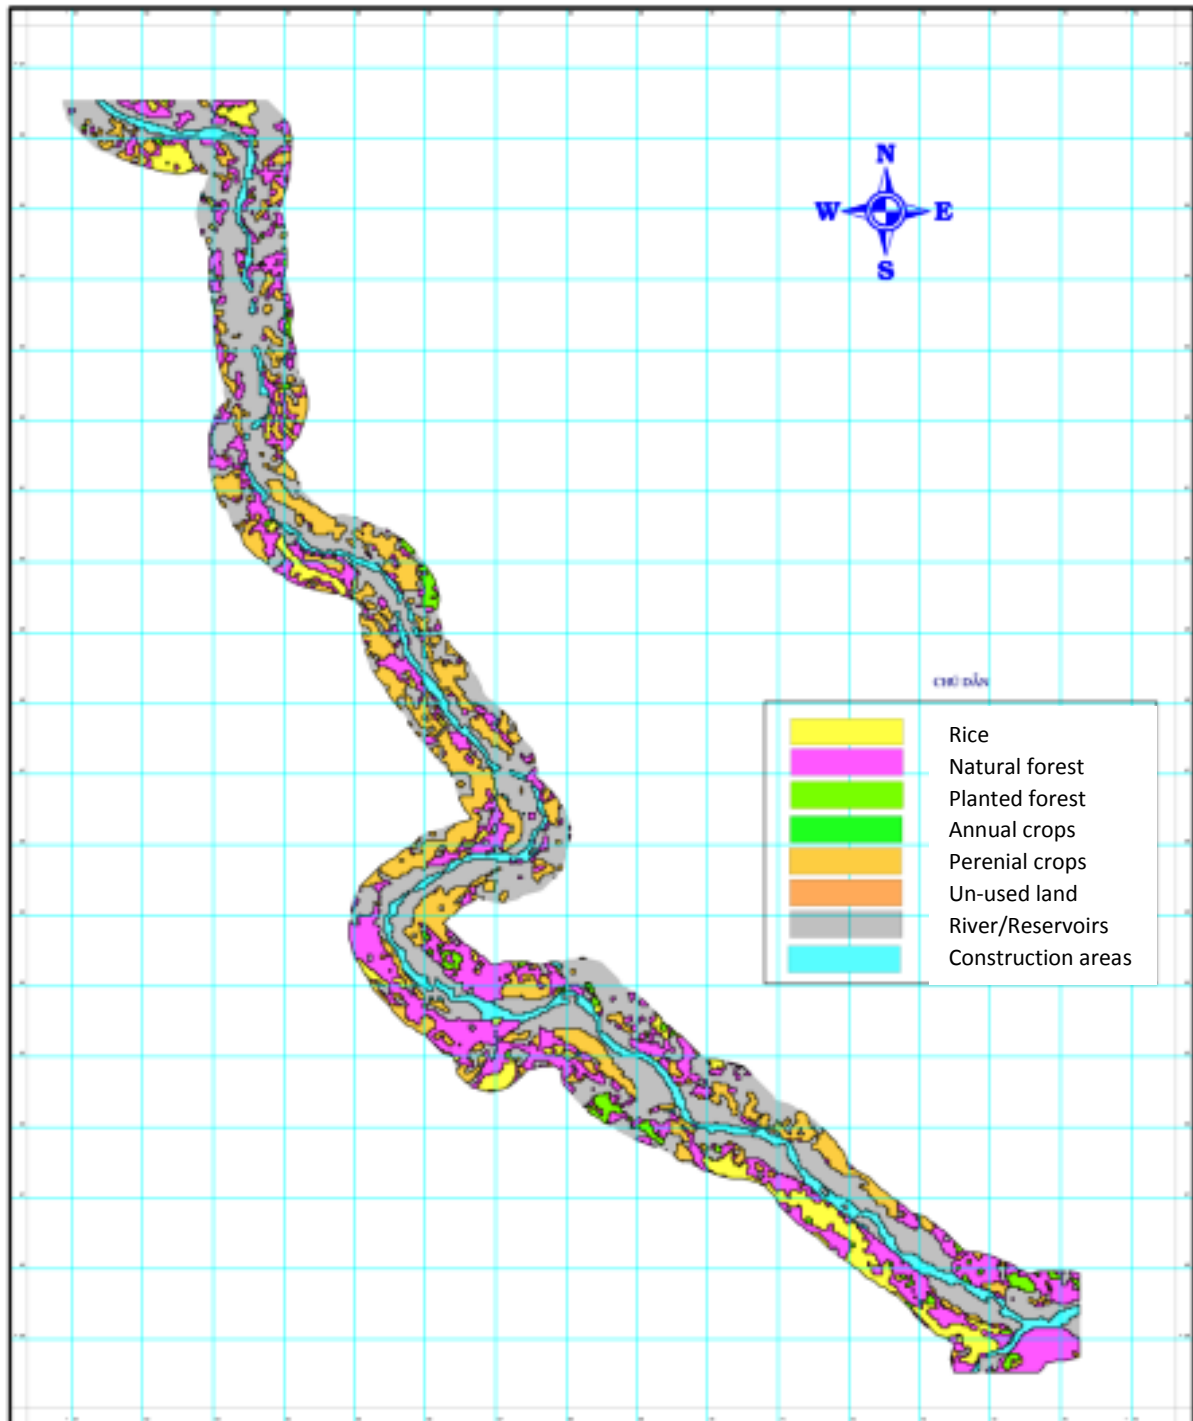 N
W E
S
CHÚ DẪN
Rice
Natural forest
Planted forest
Annual crops
Perenial crops
Un-used land
River/Reservoirs
Construction areas